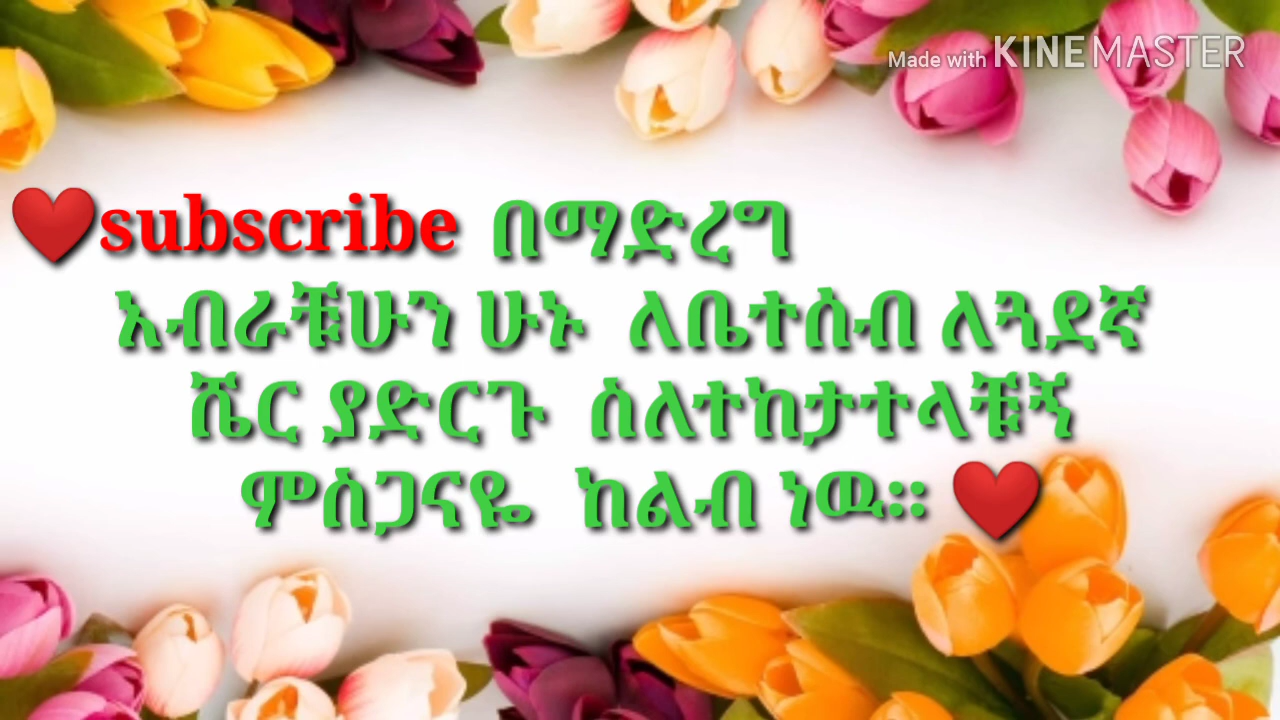 Made with KINEMASTER
❤subscribe በማድረግ
አብራቹሁን ሁኑ ለቤተሰብ ለጓደኛ
ሼር ያድርጉ ስለተከታተላቹኝ
ምስጋናዬ ከልብ ነዉ። ❤